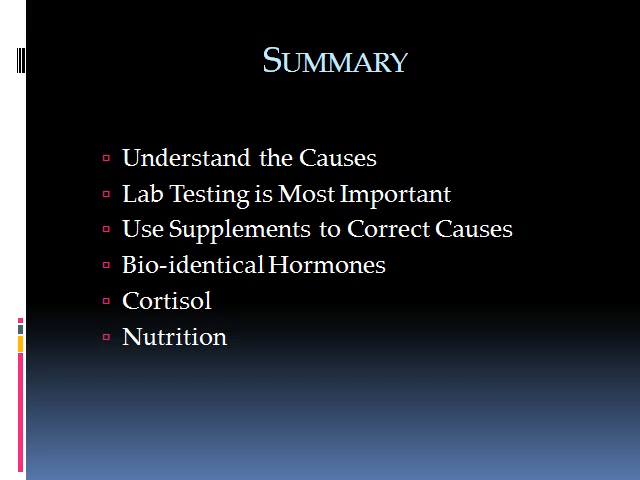 SUMMARY
Understand the Causes
Lab Testing is Most Important
Use Supplements to Correct Causes
Bio-identical Hormones
Cortisol
Nutrition